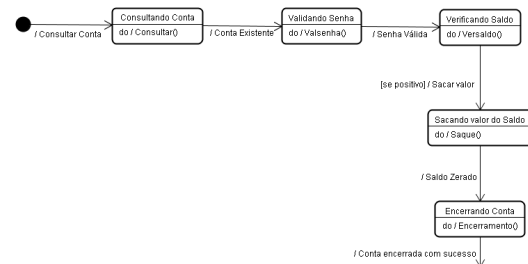 Consultando Conta
do / Consultar()
Validando Senha
do / Valsenha()
Verificando Saldo
do / Versaldo()
/ Consultar Conta
/ Conta Existente
/ Senha Válida
[se positivo] / Sacar valor
Sacando valor do Saldo
do / Saque()
/ Saldo Zerado
Encerrando Conta
do / Encerramento()
/ Conta encerrada com sucesso